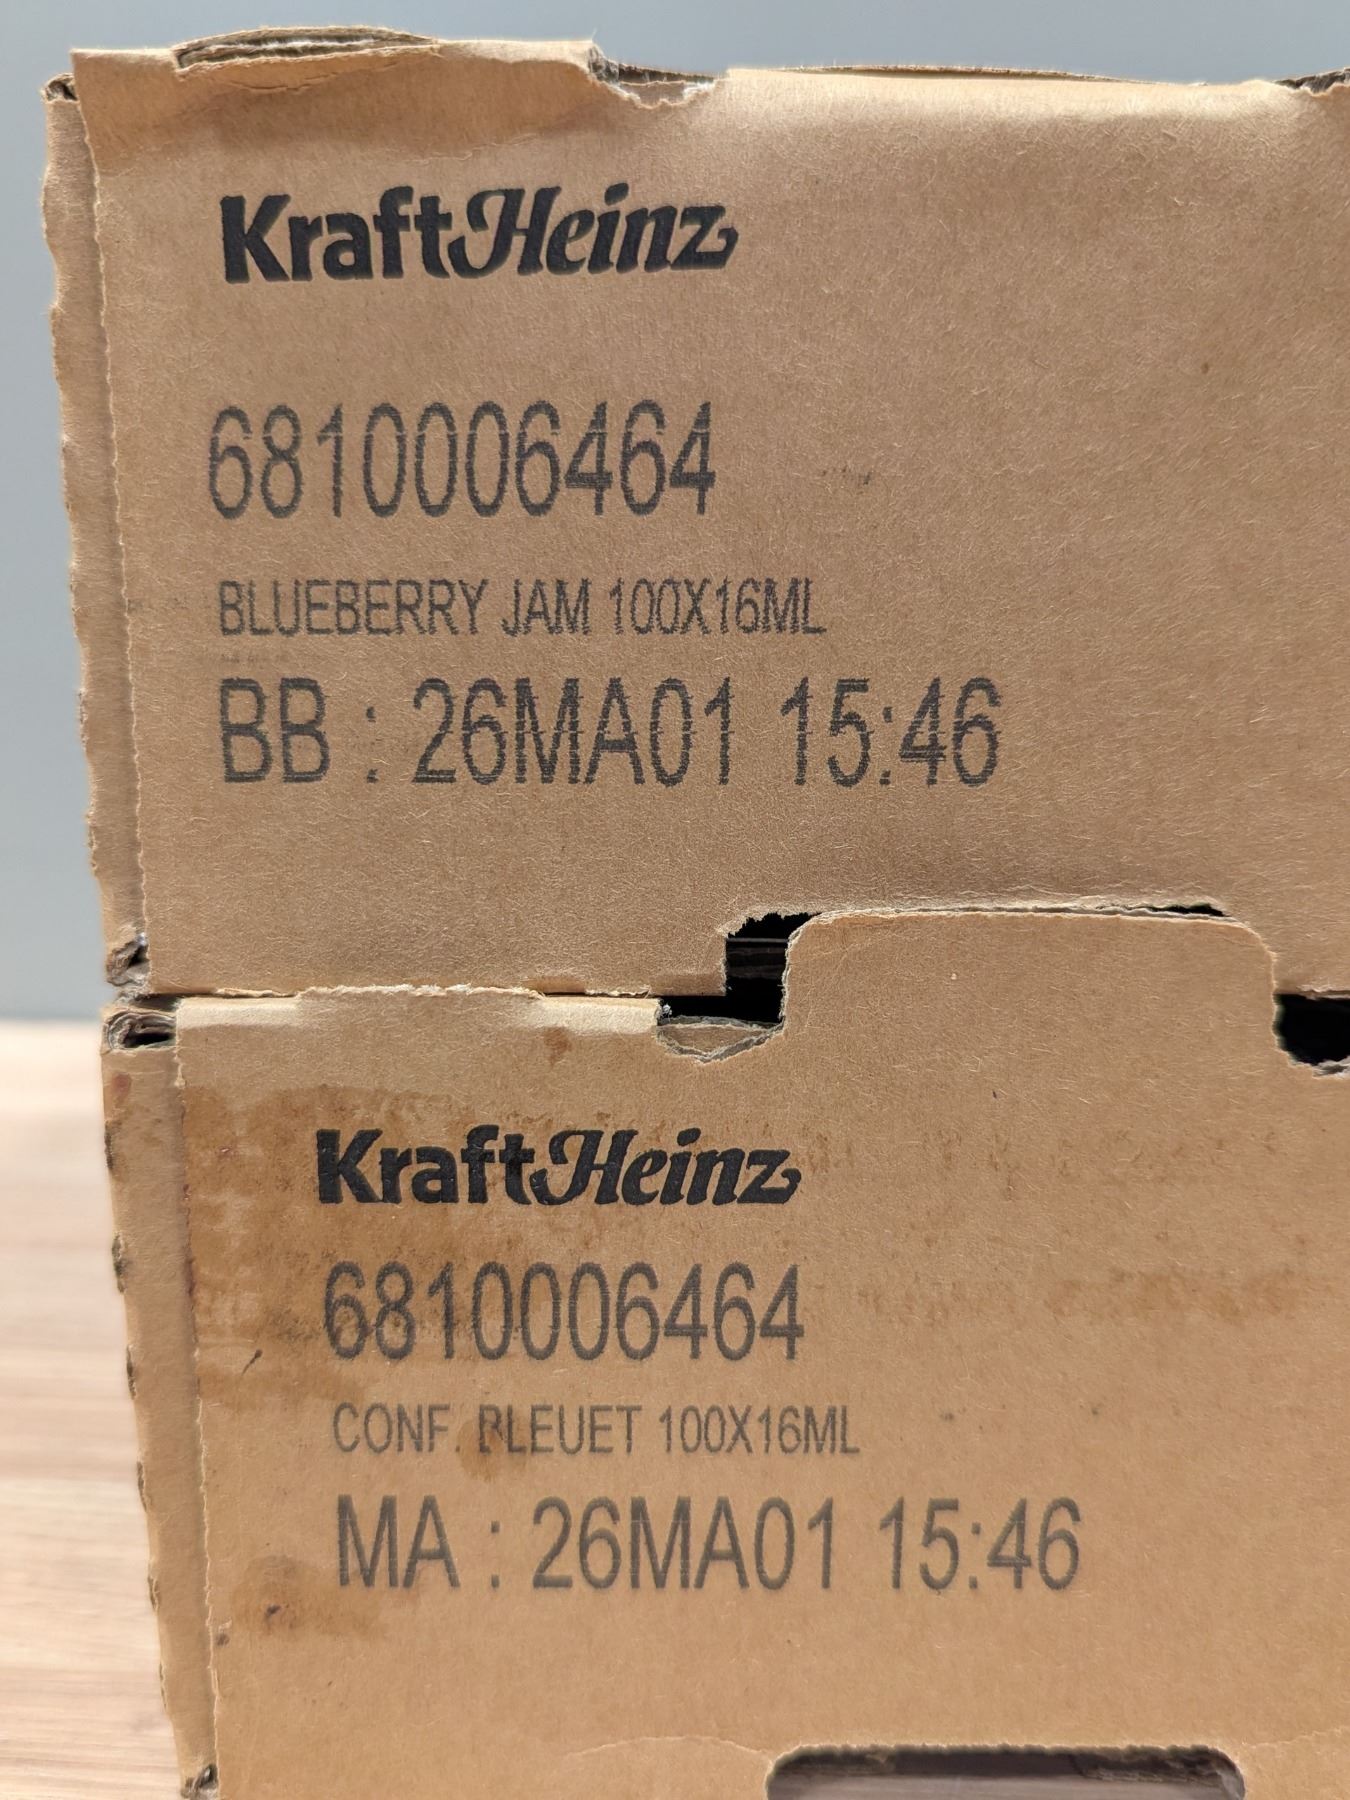 KraftHeinz
6810006464
BLUEBERRY JAM 100X16ML
BB : 26MA01 15:46
KraftHeinz
6810006464
CONF. BLEUET 100X16ML
MA : 26MA01 15:46